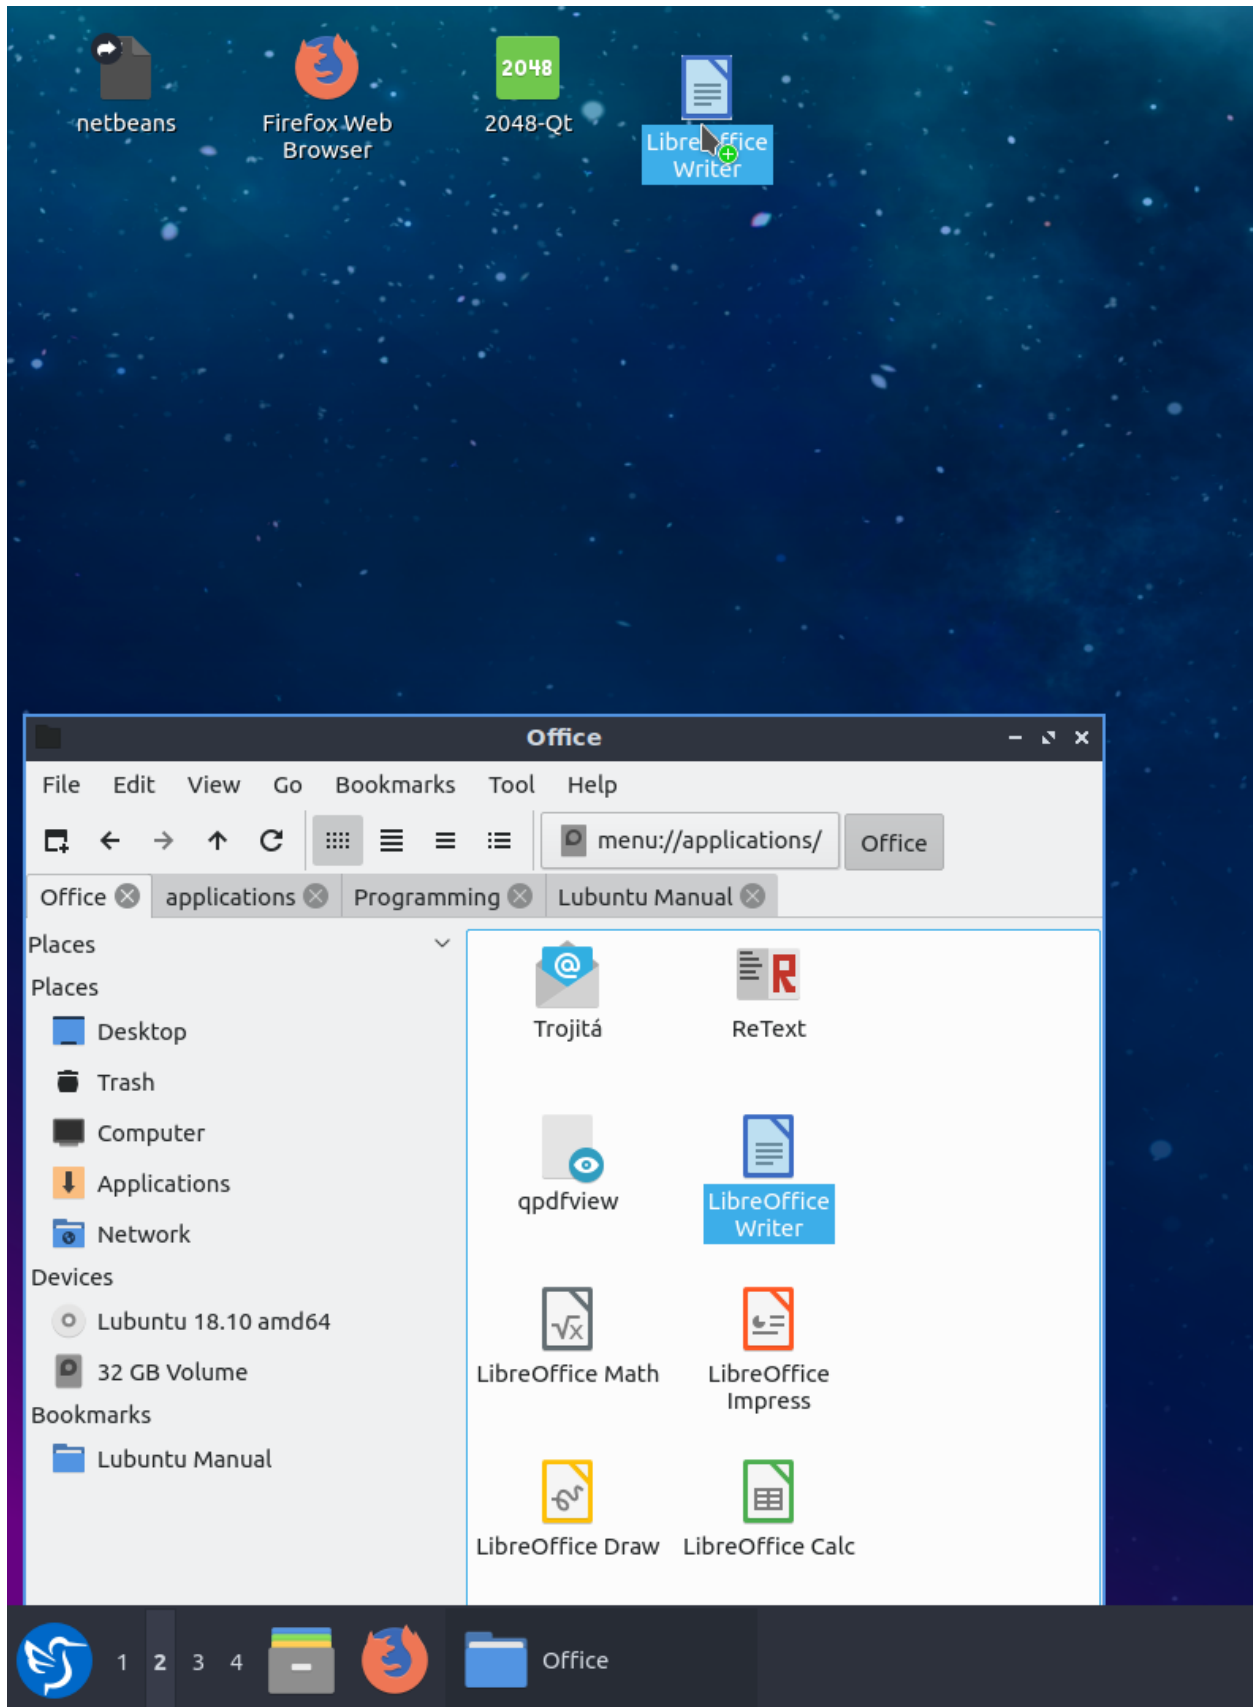 netbeans
Firefox Web
Browser
2048
2048-Qt
LibreOffice
Writer
Office
File Edit View Go Bookmarks Tool Help
menu://applications/ Office
Office applications Programming Lubuntu Manual
Places
Places
Desktop
Trash
Computer
Applications
Network
Devices
Lubuntu 18.10 amd64
32 GB Volume
Bookmarks
Lubuntu Manual
Trojitá
R
ReText
qpdfview
LibreOffice
Writer
√x
LibreOffice Math
LibreOffice
Impress
LibreOffice Draw
LibreOffice Calc
1 2 3 4 Office